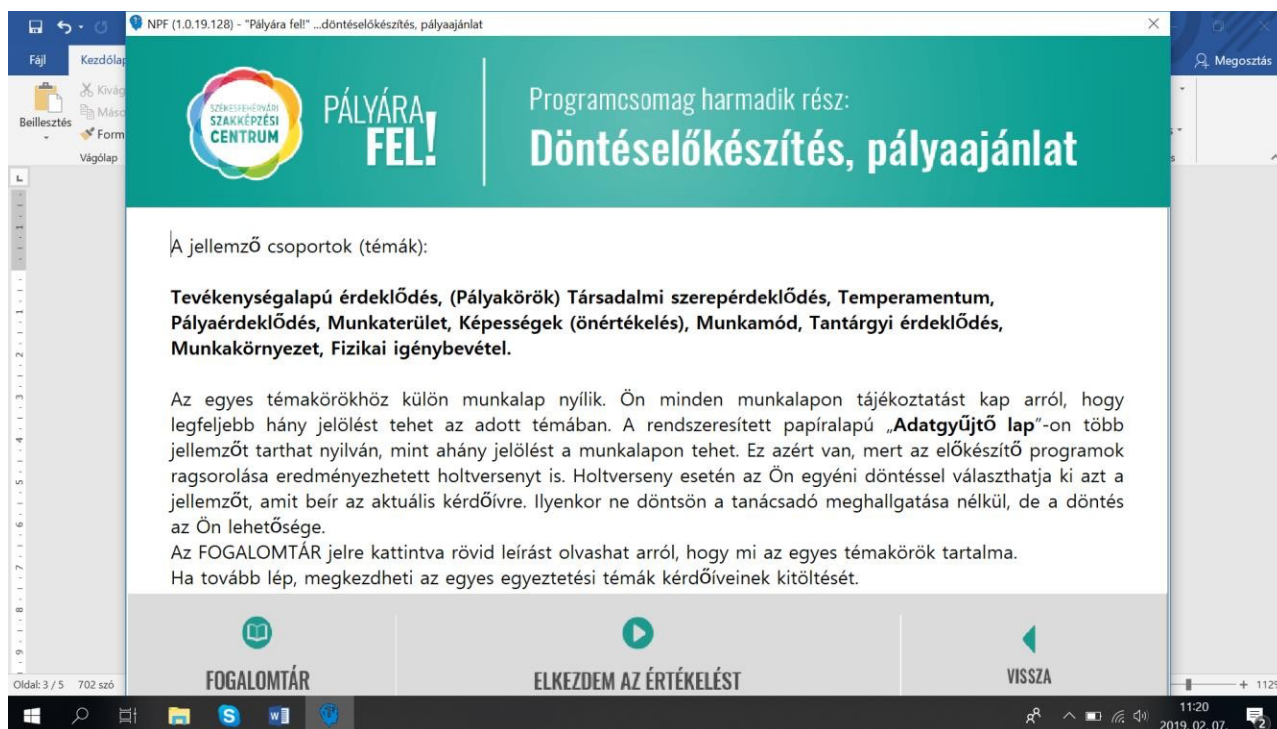 NPF (1.0.19.128) - "Pályára fel!" ...döntéselőkészítés, pályaajánlat
Fájl
Kezdőlap
Megosztás
Beillesztés
Kivág
Máso
Form
Vágólap
SZÉKESFEHÉRVÁRI
SZAKKÉPZÉSI
CENTRUM
PÁLYÁRA
FEL!
Programcsomag harmadik rész:
Döntéselőkészítés, pályaajánlat
A jellemző csoportok (témák):
Tevékenységalapú érdeklődés, (Pályakörök) Társadalmi szerepérdeklődés, Temperamentum,
Pályaérdeklődés, Munkaterület, Képességek (önértékelés), Munkamód, Tantárgyi érdeklődés,
Munkakörnyezet, Fizikai igénybevétel.
Az egyes témakörökhöz külön munkalap nyílik. Ön minden munkalapon tájékoztatást kap arról, hogy
legfeljebb hány jelölést tehet az adott témában. A rendszeresített papíralapú „Adatgyűjtő lap"-on több
jellemzőt tarthat nyilván, mint ahány jelölést a munkalapon tehet. Ez azért van, mert az előkészítő programok
ragsorolása eredményezhetett holtversenyt is. Holtverseny esetén az Ön egyéni döntéssel választhatja ki azt a
jellemzőt, amit beír az aktuális kérdőívre. Ilyenkor ne döntsön a tanácsadó meghallgatása nélkül, de a döntés
az Ön lehetősége.
Az FOGALOMTÁR jelre kattintva rövid leírást olvashat arról, hogy mi az egyes témakörök tartalma.
Ha tovább lép, megkezdheti az egyes egyeztetési témák kérdőíveinek kitöltését.
FOGALOMTÁR
ELKEZDEM AZ ÉRTÉKELÉST
VISSZA
Oldal: 3 / 5 702 szó
+ 112%
11:20
2019. 02. 07.
2